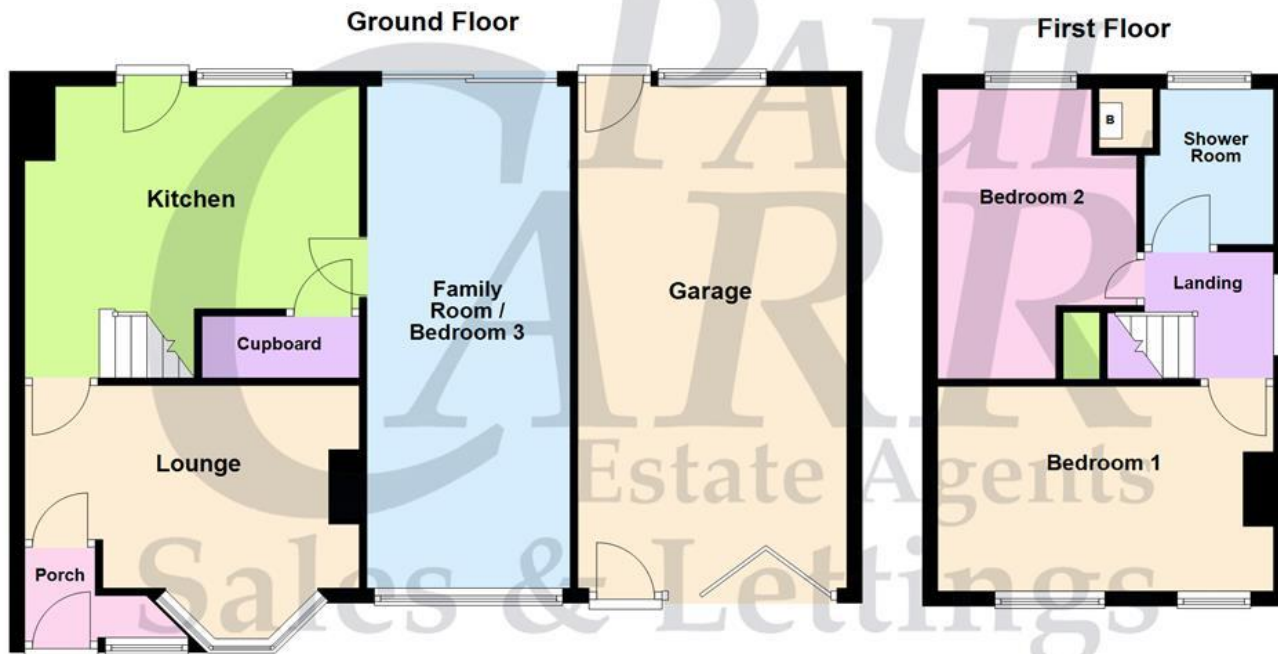 Ground Floor
First Floor
PAUL
CARR
Estate Agents
Sales & Lettings
Kitchen
Cupboard
Family
Room /
Bedroom 3
Garage
Lounge
Porch
B
Shower
Room
Bedroom 2
Landing
Bedroom 1